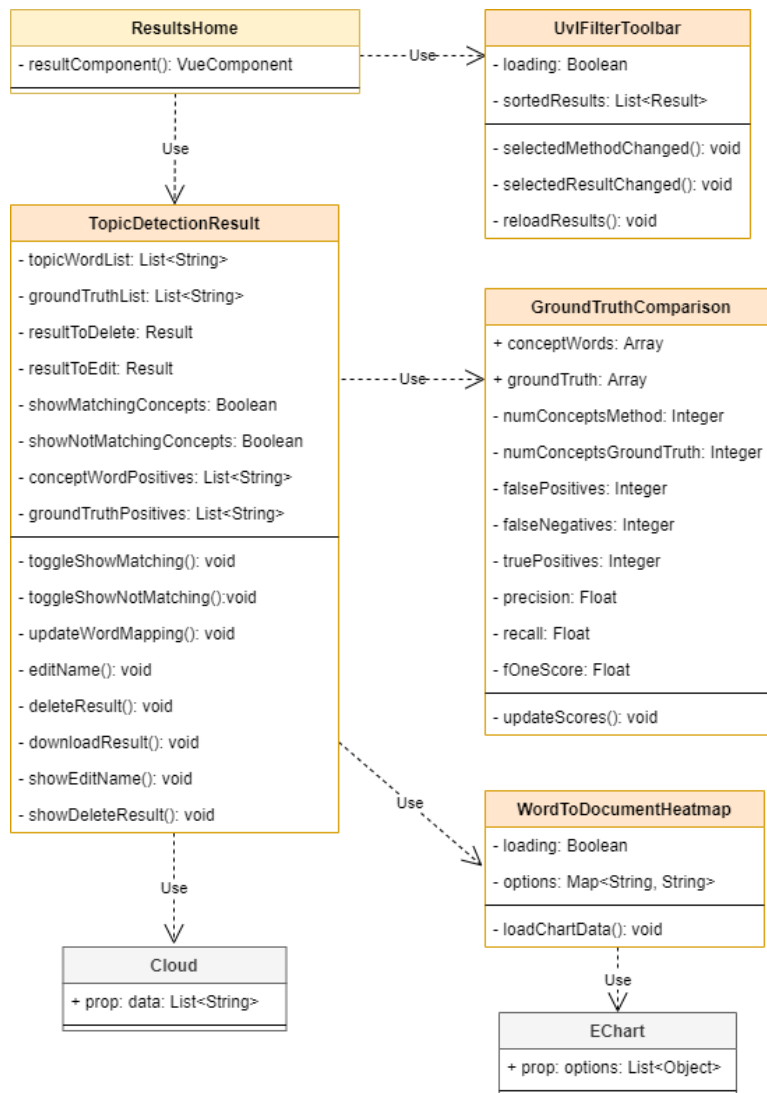 ResultsHome
- resultComponent(): VueComponent
Use
Use
UvlFilterToolbar
- loading: Boolean
- sortedResults: List<Result>
- selectedMethodChanged(): void
- selectedResultChanged(): void
- reloadResults(): void
TopicDetectionResult
- topicWordList: List<String>
- groundTruthList: List<String>
- resultToDelete: Result
- resultToEdit: Result
- showMatchingConcepts: Boolean
- showNotMatchingConcepts: Boolean
- conceptWordPositives: List<String>
- groundTruthPositives: List<String>
- toggleShowMatching(): void
- toggleShowNotMatching():void
- updateWordMapping(): void
- editName(): void
- deleteResult(): void
- downloadResult(): void
- showEditName(): void
- showDeleteResult(): void
Use
GroundTruthComparison
+ conceptWords: Array
+ groundTruth: Array
- numConceptsMethod: Integer
- numConceptsGroundTruth: Integer
- falsePositives: Integer
- falseNegatives: Integer
- truePositives: Integer
- precision: Float
- recall: Float
- fOneScore: Float
- updateScores(): void
Use
WordToDocumentHeatmap
- loading: Boolean
- options: Map<String, String>
- loadChartData(): void
Use
Cloud
+ prop: data: List<String>
Use
EChart
+ prop: options: List<Object>